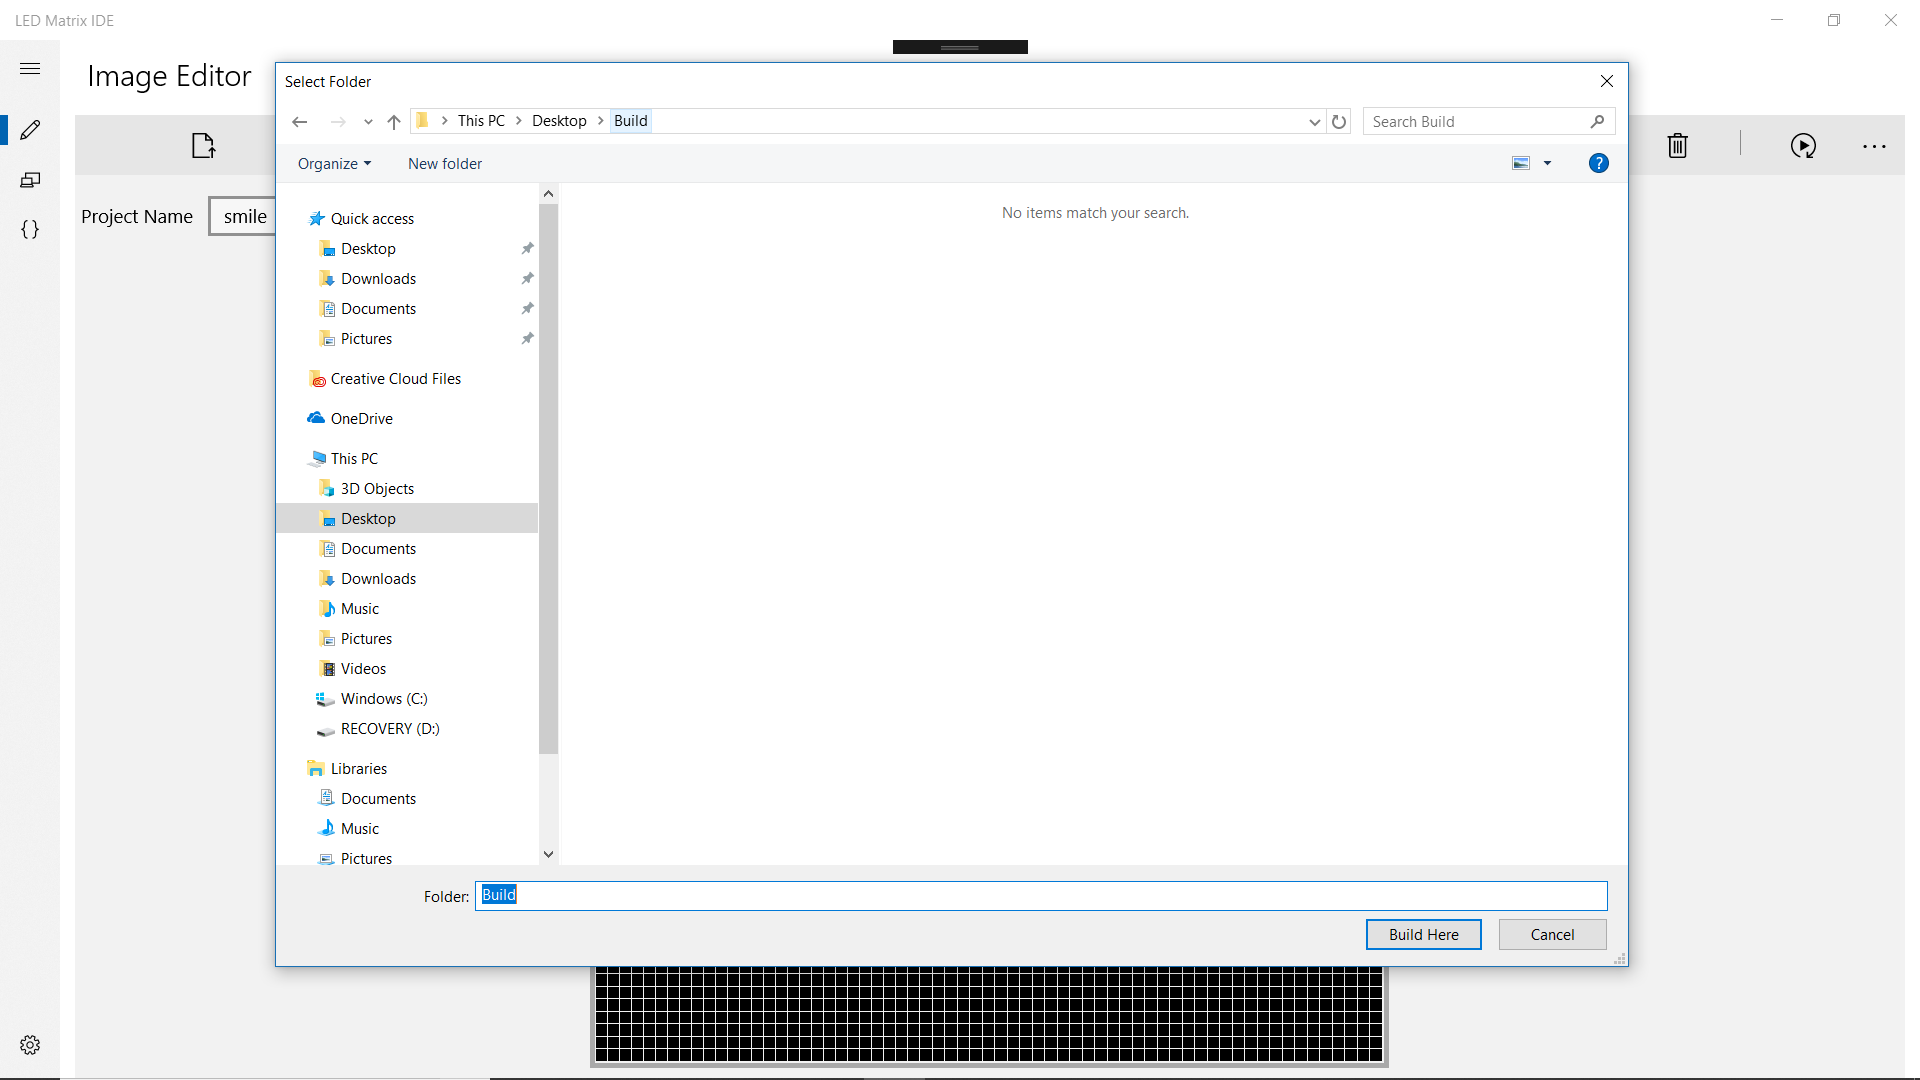 LED Matrix IDE
Image Editor
Select Folder
This PC
Desktop
Build
Search Build
Organize
New folder
?
Project Name
smile
No items match your search.
Quick access
Desktop
Downloads
Documents
Pictures
Creative Cloud Files
OneDrive
This PC
3D Objects
Desktop
Documents
Downloads
Music
Pictures
Videos
Windows (C:)
RECOVERY (D:)
Libraries
Documents
Music
Pictures
Folder: Build
Build Here
Cancel